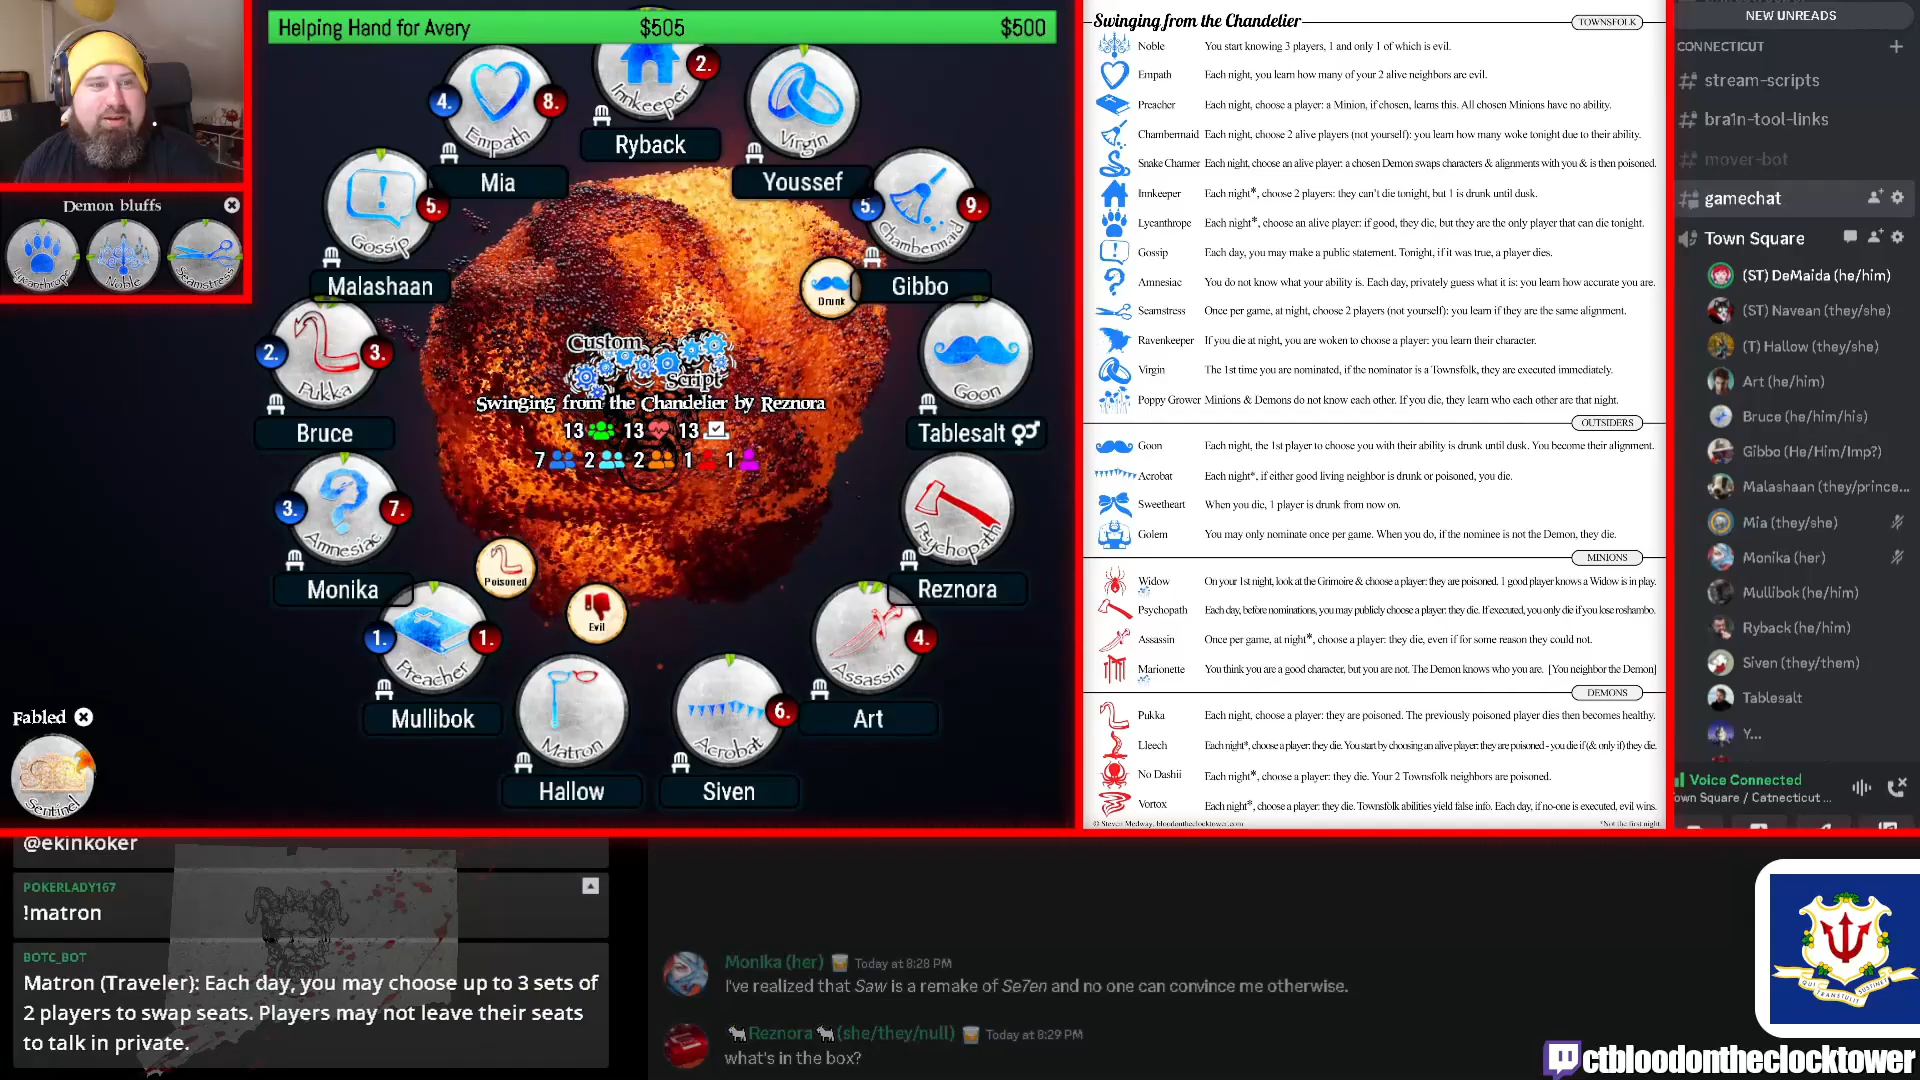 Helping Hand for Avery $505 $500
Demon bluffs
Lycanthrope Noble Seamstress
Innkeeper
2.
Ryback
4. Empath 8.
Mia
Virgin
Youssef
Gossip 5.
Malashaan
5. Chambermaid 9.
Gibbo
Drunk
2. Pukka 3.
Bruce
Goon
Tablesalt
Custom
Script
Swinging from the Chandelier by Reznora
13 13 13
7 2 2 1 1
3. Amnesiac 7.
Monika
Psychopath
Reznora
Poisoned
Evil
1. Preacher 1.
Mullibok
Assassin 4.
Art
Matron
Hallow
Acrobat 6.
Siven
Fabled
Sentinel
Swinging from the Chandelier
TOWNSFOLK
Noble You start knowing 3 players, 1 and only 1 of which is evil.
Empath Each night, you learn how many of your 2 alive neighbors are evil.
Preacher Each night, choose a player: a Minion, if chosen, learns this. All chosen Minions have no ability.
Chambermaid Each night, choose 2 alive players (not yourself): you learn how many woke tonight due to their ability.
Snake Charmer Each night, choose an alive player: a chosen Demon swaps characters & alignments with you & is then poisoned.
Innkeeper Each night*, choose 2 players: they can't die tonight, but 1 is drunk until dusk.
Lycanthrope Each night*, choose an alive player: if good, they die, but they are the only player that can die tonight.
Gossip Each day, you may make a public statement. Tonight, if it was true, a player dies.
Amnesiac You do not know what your ability is. Each day, privately guess what it is: you learn how accurate you are.
Seamstress Once per game, at night, choose 2 players (not yourself): you learn if they are the same alignment.
Ravenkeeper If you die at night, you are woken to choose a player: you learn their character.
Virgin The 1st time you are nominated, if the nominator is a Townsfolk, they are executed immediately.
Poppy Grower Minions & Demons do not know each other. If you die, they learn who each other are that night.
OUTSIDERS
Goon Each night, the 1st player to choose you with their ability is drunk until dusk. You become their alignment.
Acrobat Each night*, if either good living neighbor is drunk or poisoned, you die.
Sweetheart When you die, 1 player is drunk from now on.
Golem You may only nominate once per game. When you do, if the nominee is not the Demon, they die.
MINIONS
Widow On your 1st night, look at the Grimoire & choose a player: they are poisoned. 1 good player knows a Widow is in play.
Psychopath Each day, before nominations, you may publicly choose a player: they die. If executed, you only die if you lose roshambo.
Assassin Once per game, at night*, choose a player: they die, even if for some reason they could not.
Marionette You think you are a good character, but you are not. The Demon knows who you are. [You neighbor the Demon]
DEMONS
Pukka Each night, choose a player: they are poisoned. The previously poisoned player dies then becomes healthy.
Lleech Each night*, choose a player: they die. You start by choosing an alive player: they are poisoned - you die if (& only if) they die.
No Dashii Each night*, choose a player: they die. Your 2 Townsfolk neighbors are poisoned.
Vortox Each night*, choose a player: they die. Townsfolk abilities yield false info. Each day, if no-one is executed, evil wins.
© Steven Medway, bloodontheclocktower.com *Not the first night
NEW UNREADS
CONNECTICUT
stream-scripts
bra1n-tool-links
mover-bot
gamechat
Town Square
(ST) DeMaida (he/him)
(ST) Navean (they/she)
(T) Hallow (they/she)
Art (he/him)
Bruce (he/him/his)
Gibbo (He/Him/Imp?)
Malashaan (they/prince...
Mia (they/she)
Monika (her)
Mullibok (he/him)
Ryback (he/him)
Siven (they/them)
Tablesalt
Y...
Voice Connected
own Square / Catnecticut ...
@ekinkoker
POKERLADY167
!matron
BOTC_BOT
Matron (Traveler): Each day, you may choose up to 3 sets of
2 players to swap seats. Players may not leave their seats
to talk in private.
Monika (her) Today at 8:28 PM
I've realized that Saw is a remake of Se7en and no one can convince me otherwise.
Reznora (she/they/null) Today at 8:29 PM
what's in the box?
QUI TRANSTULIT SUSTINET
ctbloodontheclocktower